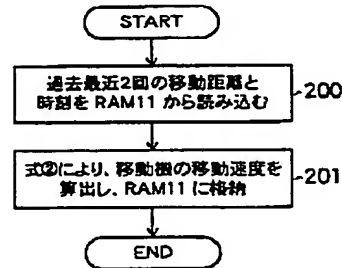 START
過去最近2回の移動距離と
時刻を RAM11 から読み込む
200
式②により、移動機の移動速度を
算出し、RAM11 に格納
201
END